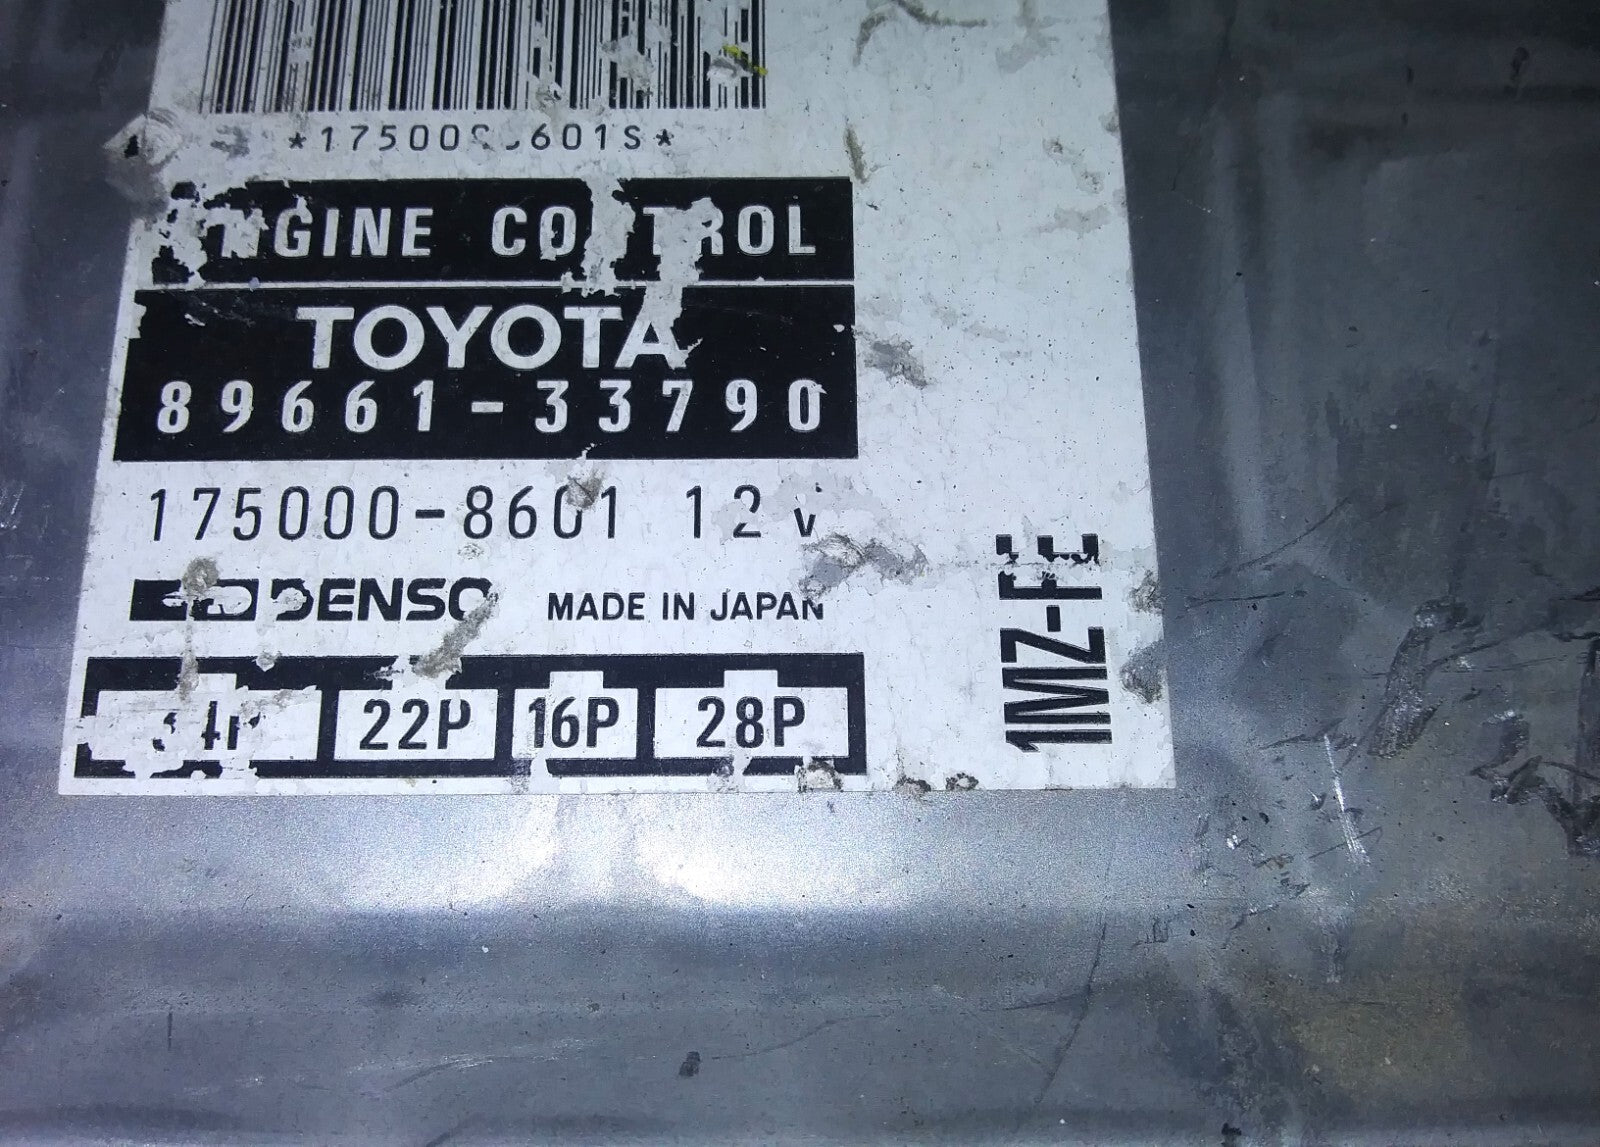 ENGINE CONTROL
TOYOTA
89661-33790
175000-8601 12V
DENSO MADE IN JAPAN
22P 16P 28P
1MZ-FE